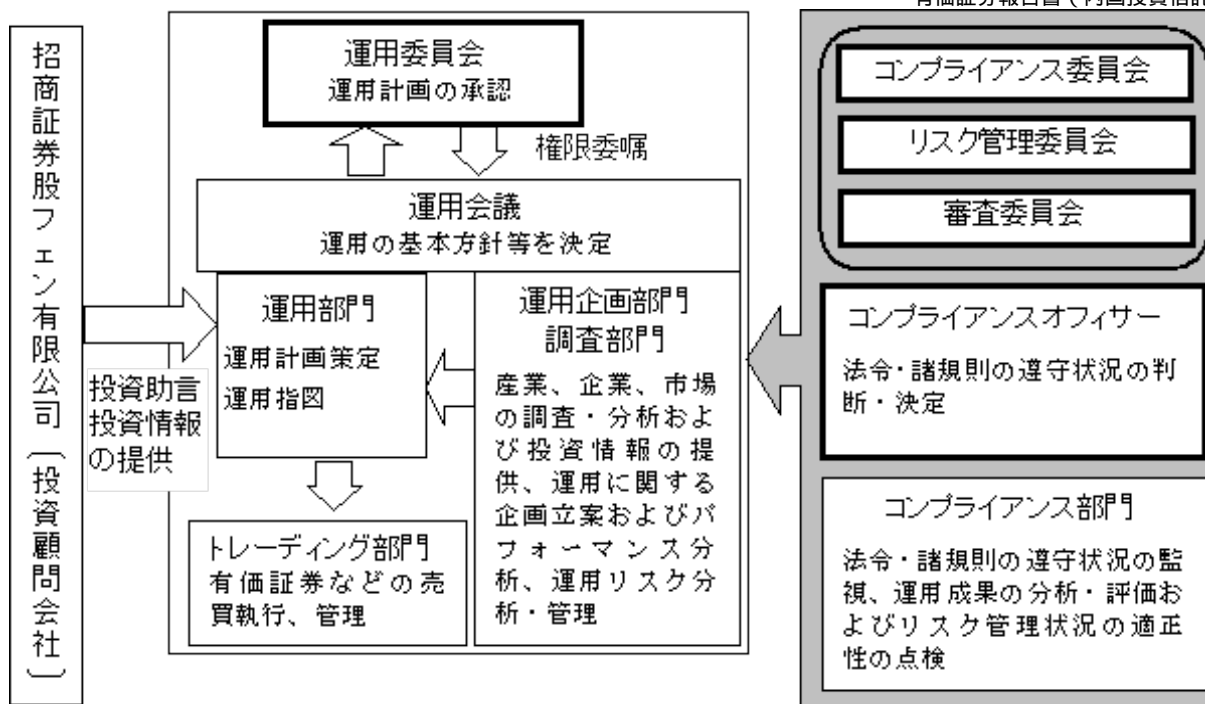 有価証券報告書（内国投資信託
招商証券股フェン有限公司（投資顧問会社）
運用委員会
運用計画の承認
権限委嘱
運用会議
運用の基本方針等を決定
運用部門
運用計画策定
運用指図
投資助言
投資情報
の提供
運用企画部門
調査部門
産業、企業、市場
の調査・分析およ
び投資情報の提
供、運用に関する
企画立案およびパ
フォーマンス分
析、運用リスク分
析・管理
トレーディング部門
有価証券などの売
買執行、管理
コンプライアンス委員会
リスク管理委員会
審査委員会
コンプライアンスオフィサー
法令・諸規則の遵守状況の判
断・決定
コンプライアンス部門
法令・諸規則の遵守状況の監
視、運用成果の分析・評価お
よびリスク管理状況の適正
性の点検